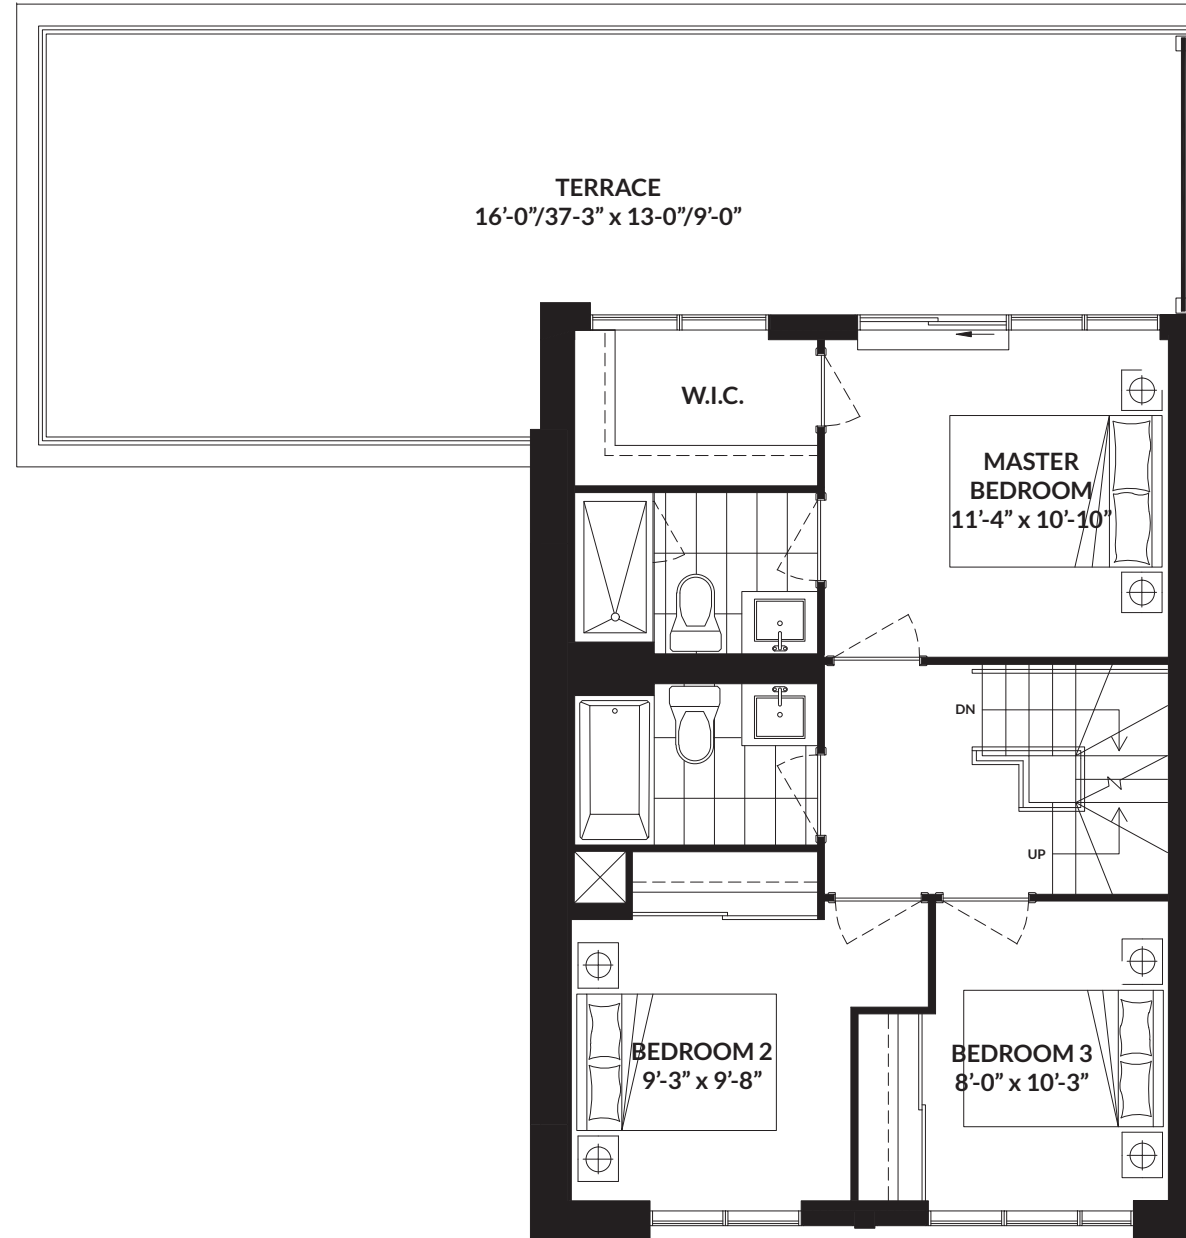 TERRACE
16’-0”/37-3” x 13-0”/9’-0”
W.I.C.
MASTER
BEDROOM
11’-4” x 10’-10”
DN
UP
BEDROOM 2
9’-3” x 9’-8”
BEDROOM 3
8’-0” x 10’-3”